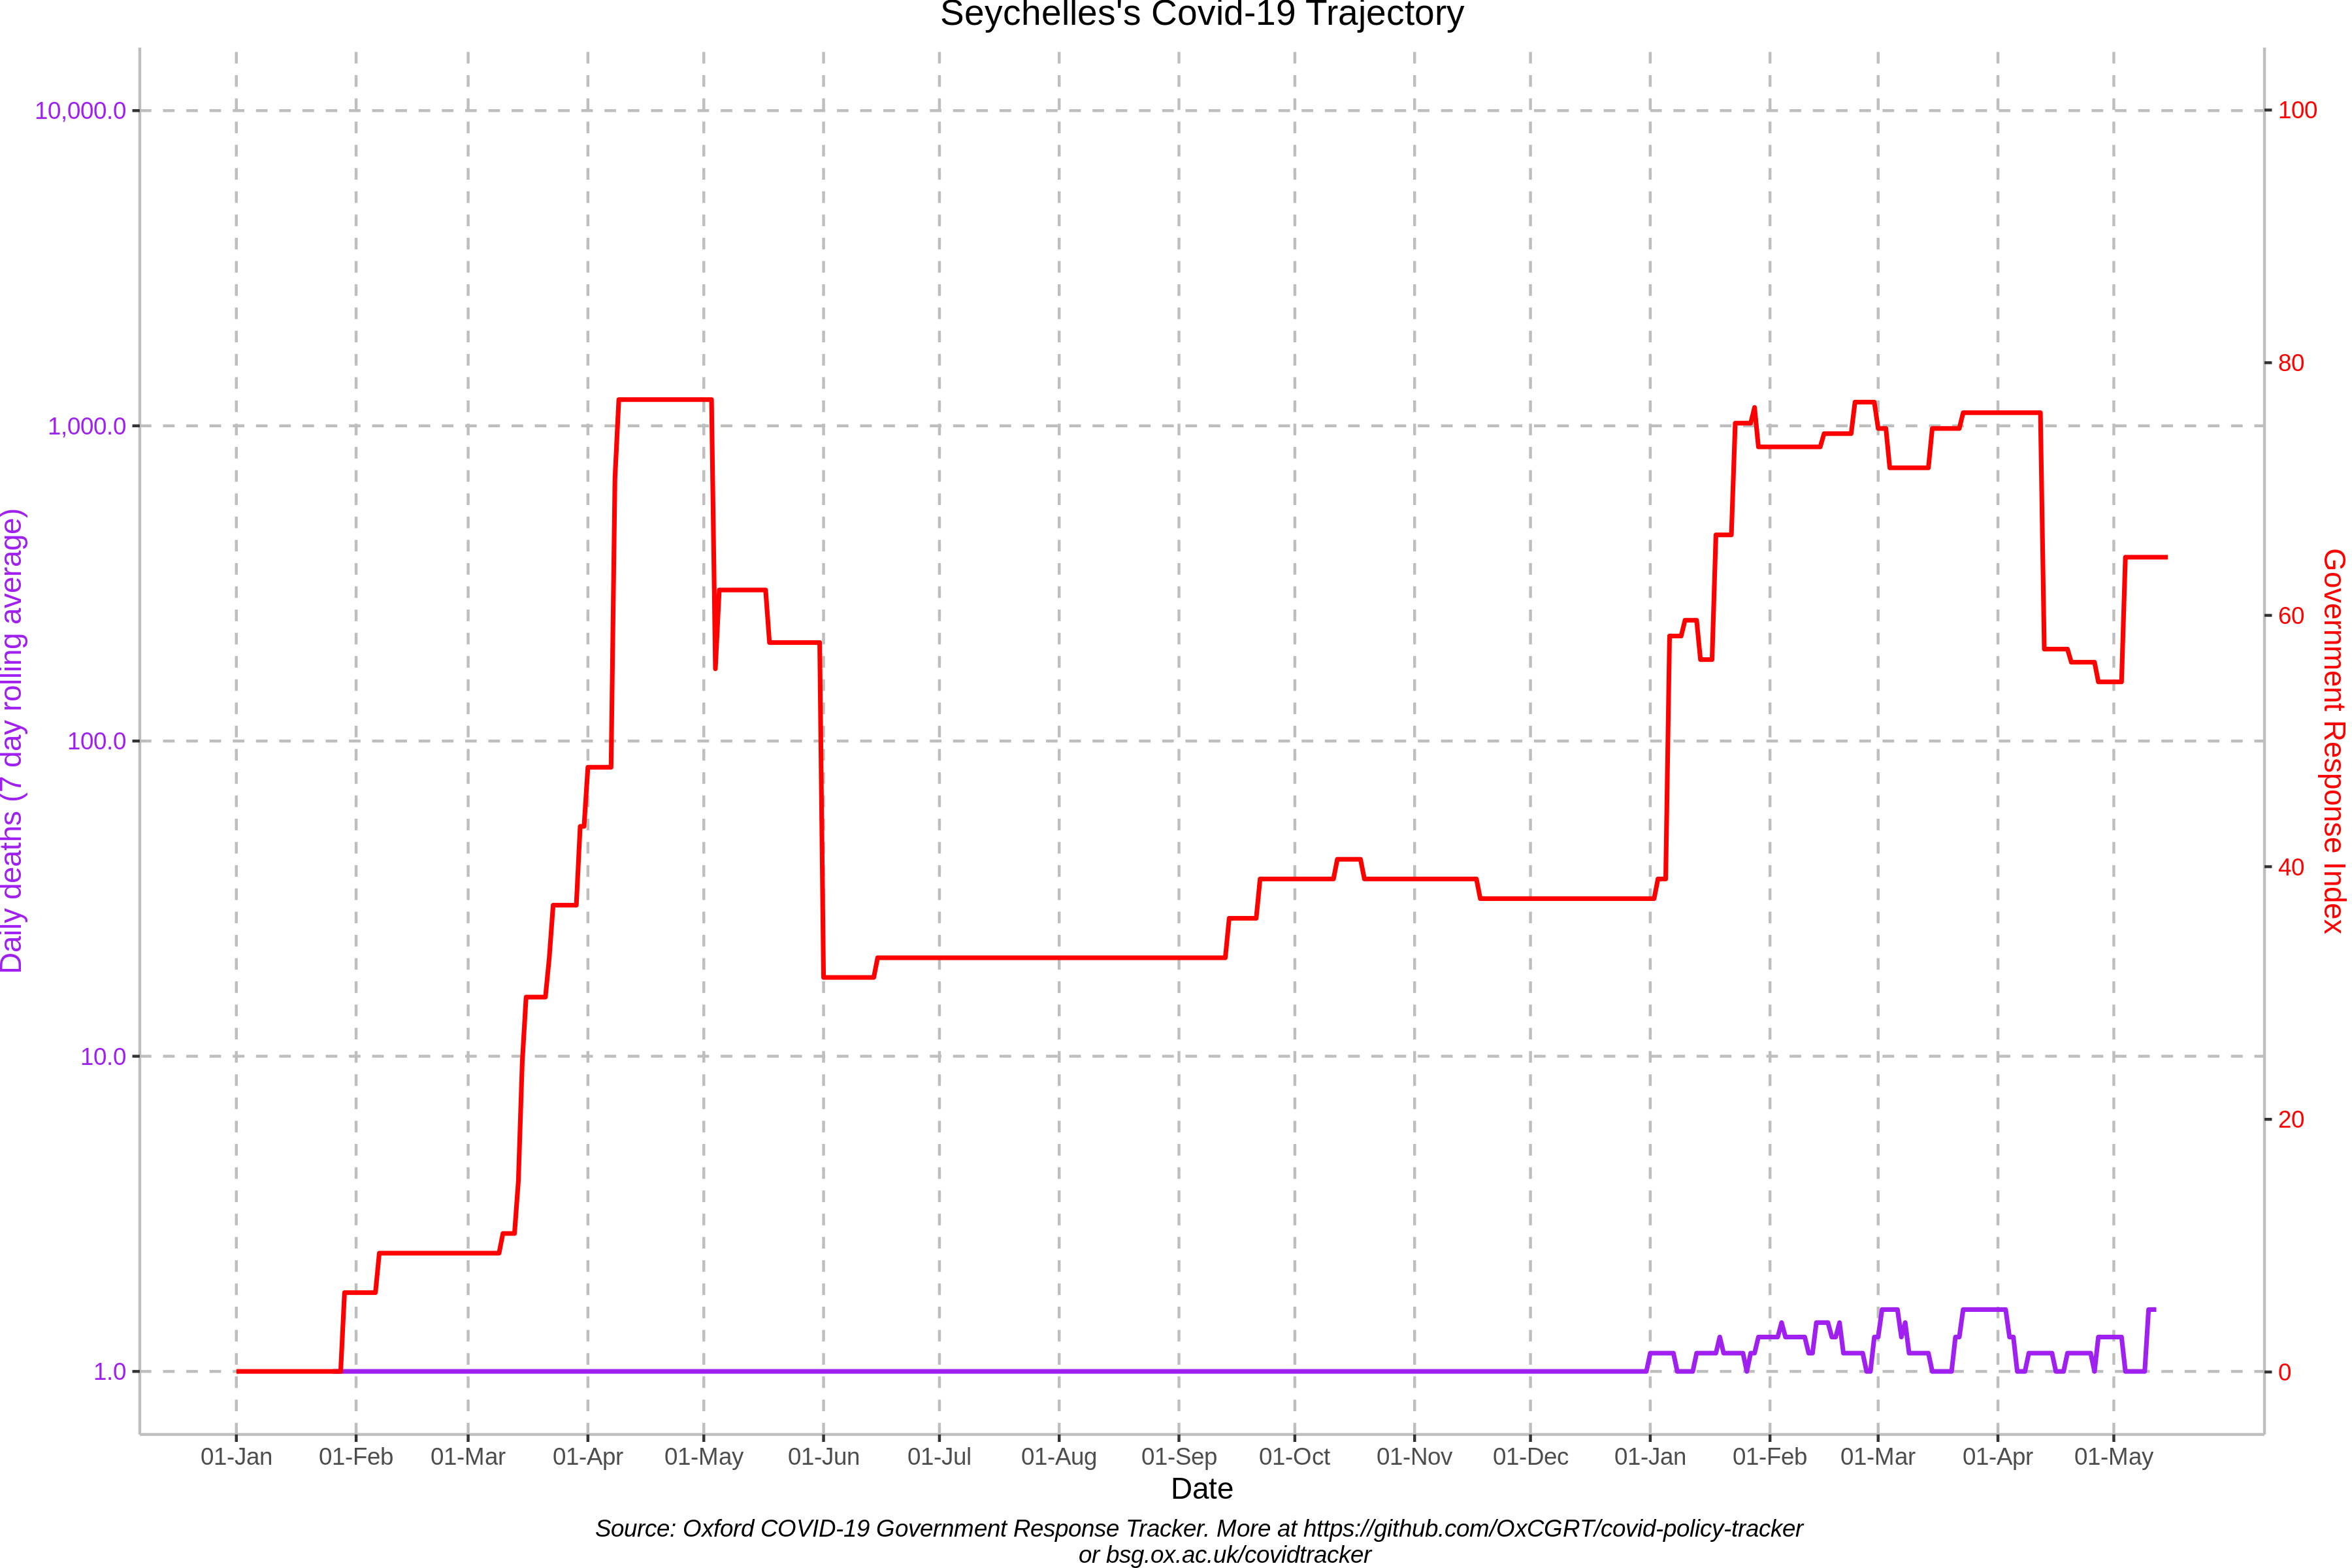 Seychelles's Covid-19 Trajectory
10,000.0
1,000.0
100.0
10.0
1.0
Daily deaths (7 day rolling average)
100
80
60
40
20
0
Government Response Index
01-Jan 01-Feb 01-Mar 01-Apr 01-May 01-Jun 01-Jul 01-Aug 01-Sep 01-Oct 01-Nov 01-Dec 01-Jan 01-Feb 01-Mar 01-Apr 01-May
Date
Source: Oxford COVID-19 Government Response Tracker. More at https://github.com/OxCGRT/covid-policy-tracker
or bsg.ox.ac.uk/covidtracker